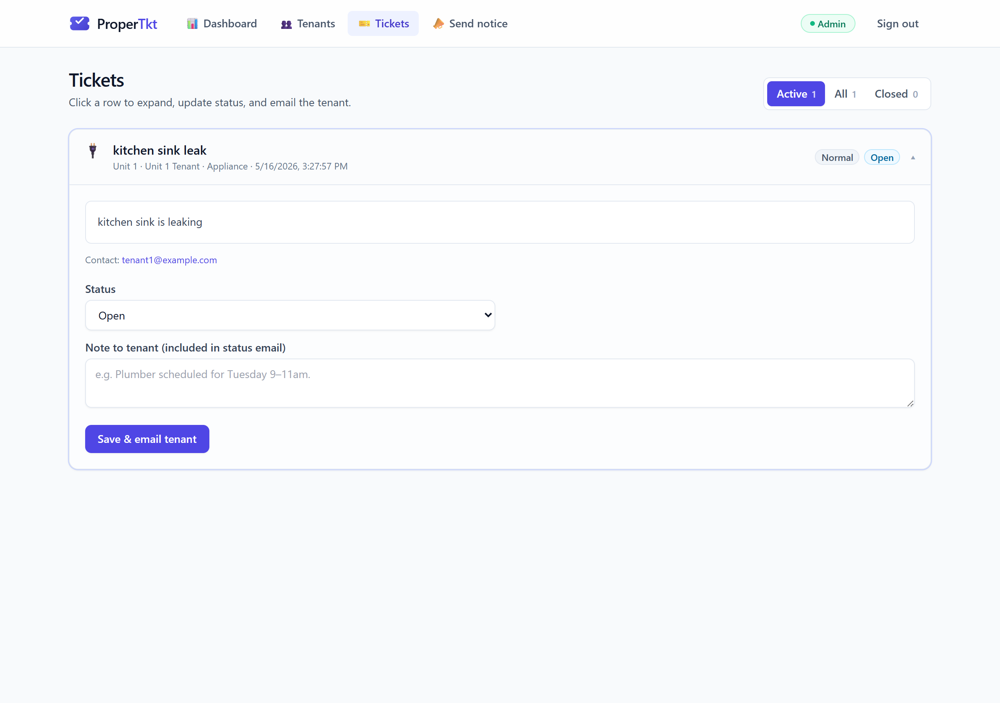 ProperTkt
Dashboard
Tenants
Tickets
Send notice
Admin
Sign out
Tickets
Click a row to expand, update status, and email the tenant.
Active 1
All 1
Closed 0
kitchen sink leak
Unit 1 · Unit 1 Tenant · Appliance · 5/16/2026, 3:27:57 PM
Normal
Open
kitchen sink is leaking
Contact: tenant1@example.com
Status
Open
Note to tenant (included in status email)
e.g. Plumber scheduled for Tuesday 9–11am.
Save & email tenant